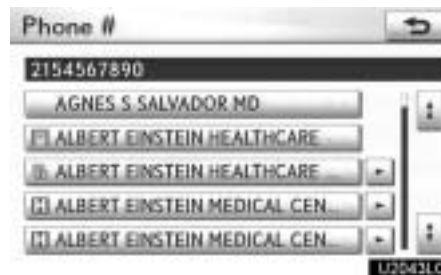 Phone #
2154567890
AGNES S SALVADOR MD
ALBERT EINSTEIN HEALTHCARE
ALBERT EINSTEIN HEALTHCARE
ALBERT EINSTEIN MEDICAL CEN...
ALBERT EINSTEIN MEDICAL CEN...